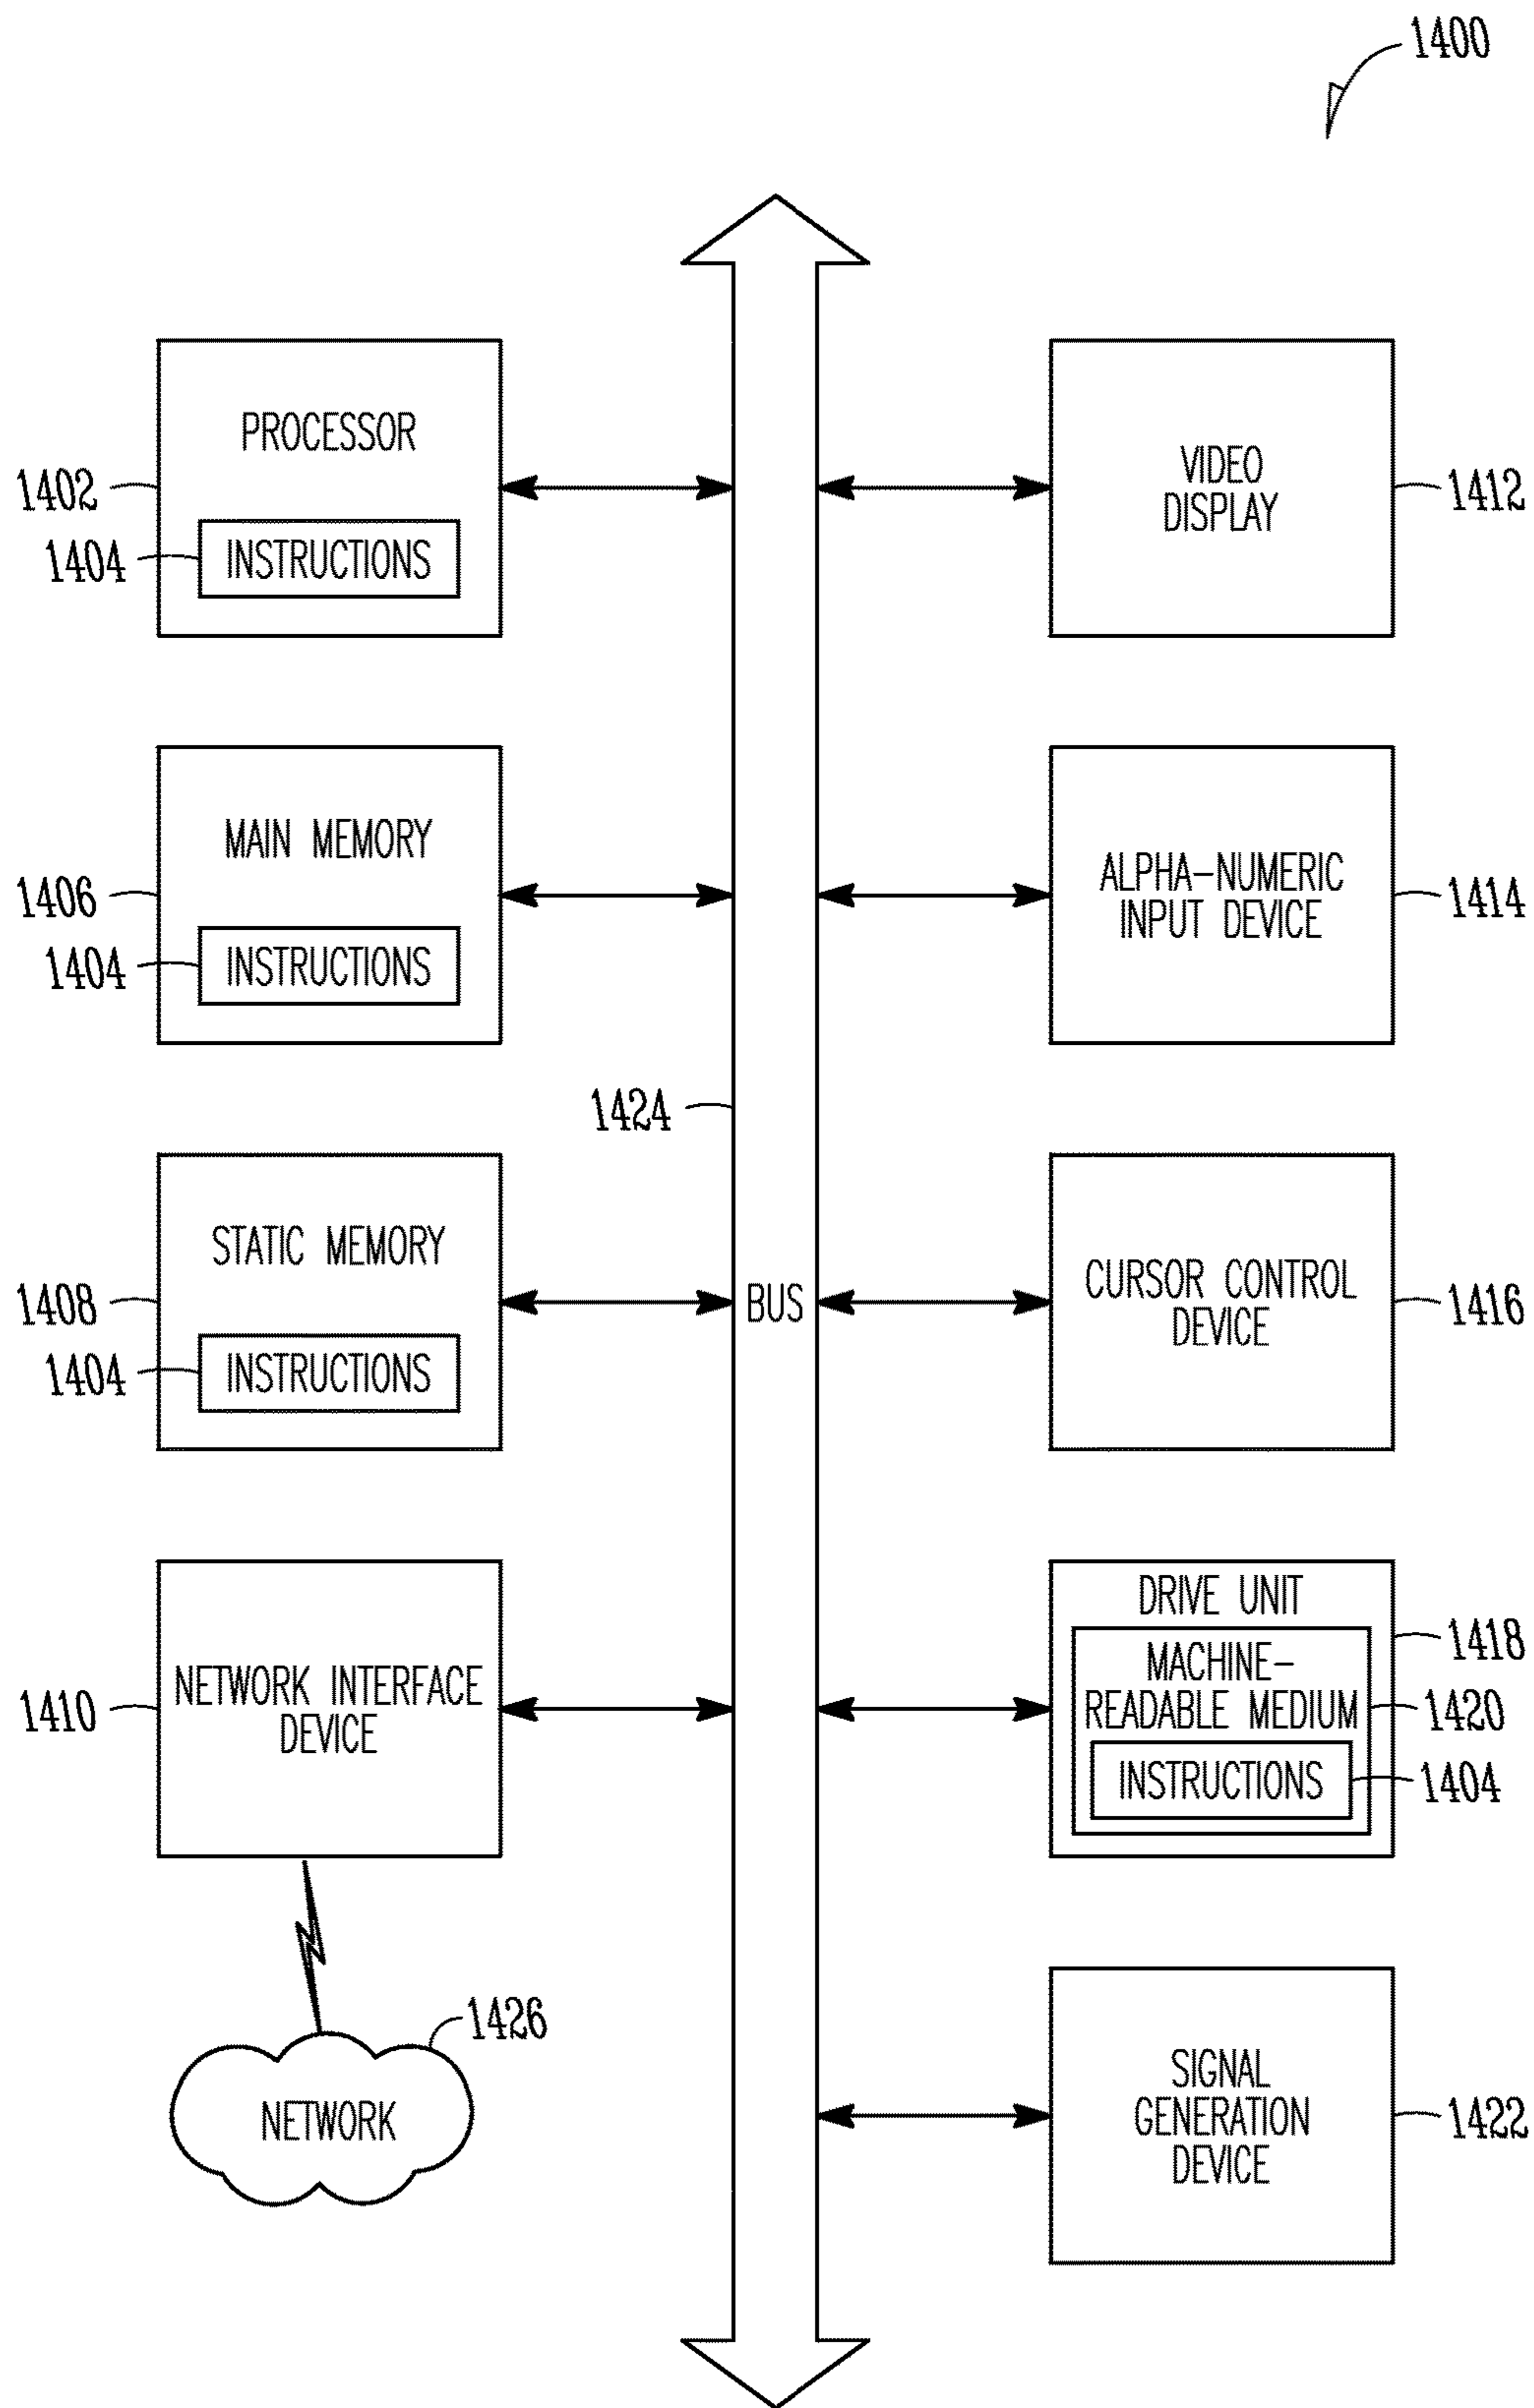 1400
PROCESSOR
1402
1404
INSTRUCTIONS
VIDEO
DISPLAY
1412
MAIN MEMORY
1406
1404
INSTRUCTIONS
ALPHA-NUMERIC
INPUT DEVICE
1414
1424
BUS
STATIC MEMORY
1408
1404
INSTRUCTIONS
CURSOR CONTROL
DEVICE
1416
NETWORK INTERFACE
DEVICE
1410
DRIVE UNIT
1418
MACHINE-
READABLE MEDIUM
1420
INSTRUCTIONS
1404
1426
NETWORK
SIGNAL
GENERATION
DEVICE
1422